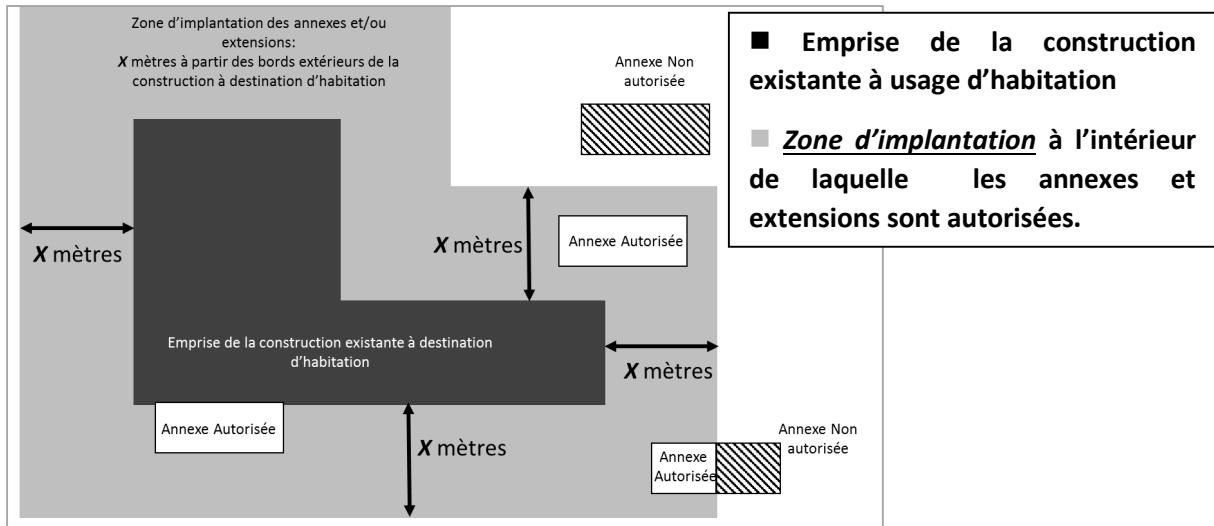 Zone d’implantation des annexes et/ou
extensions:
X mètres à partir des bords extérieurs de la
construction à destination d’habitation
Annexe Non
autorisée
■ Emprise de la construction
existante à usage d’habitation
■ Zone d’implantation à l’intérieur
de laquelle les annexes et
extensions sont autorisées.
X mètres
X mètres
Annexe Autorisée
Emprise de la construction existante à destination
d’habitation
X mètres
Annexe Autorisée
X mètres
Annexe
Autorisée
Annexe Non
autorisée